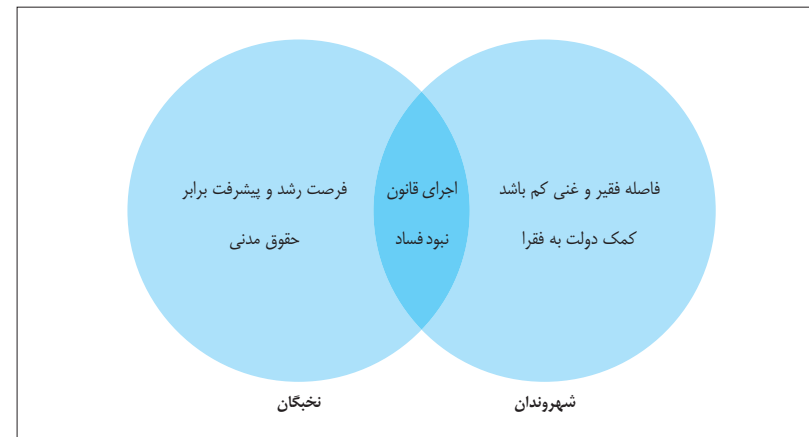 فاصله فقیر و غنی کم باشد
کمک دولت به فقرا
اجرای قانون
نبود فساد
فرصت رشد و پیشرفت برابر
حقوق مدنی
شهروندان
نخبگان